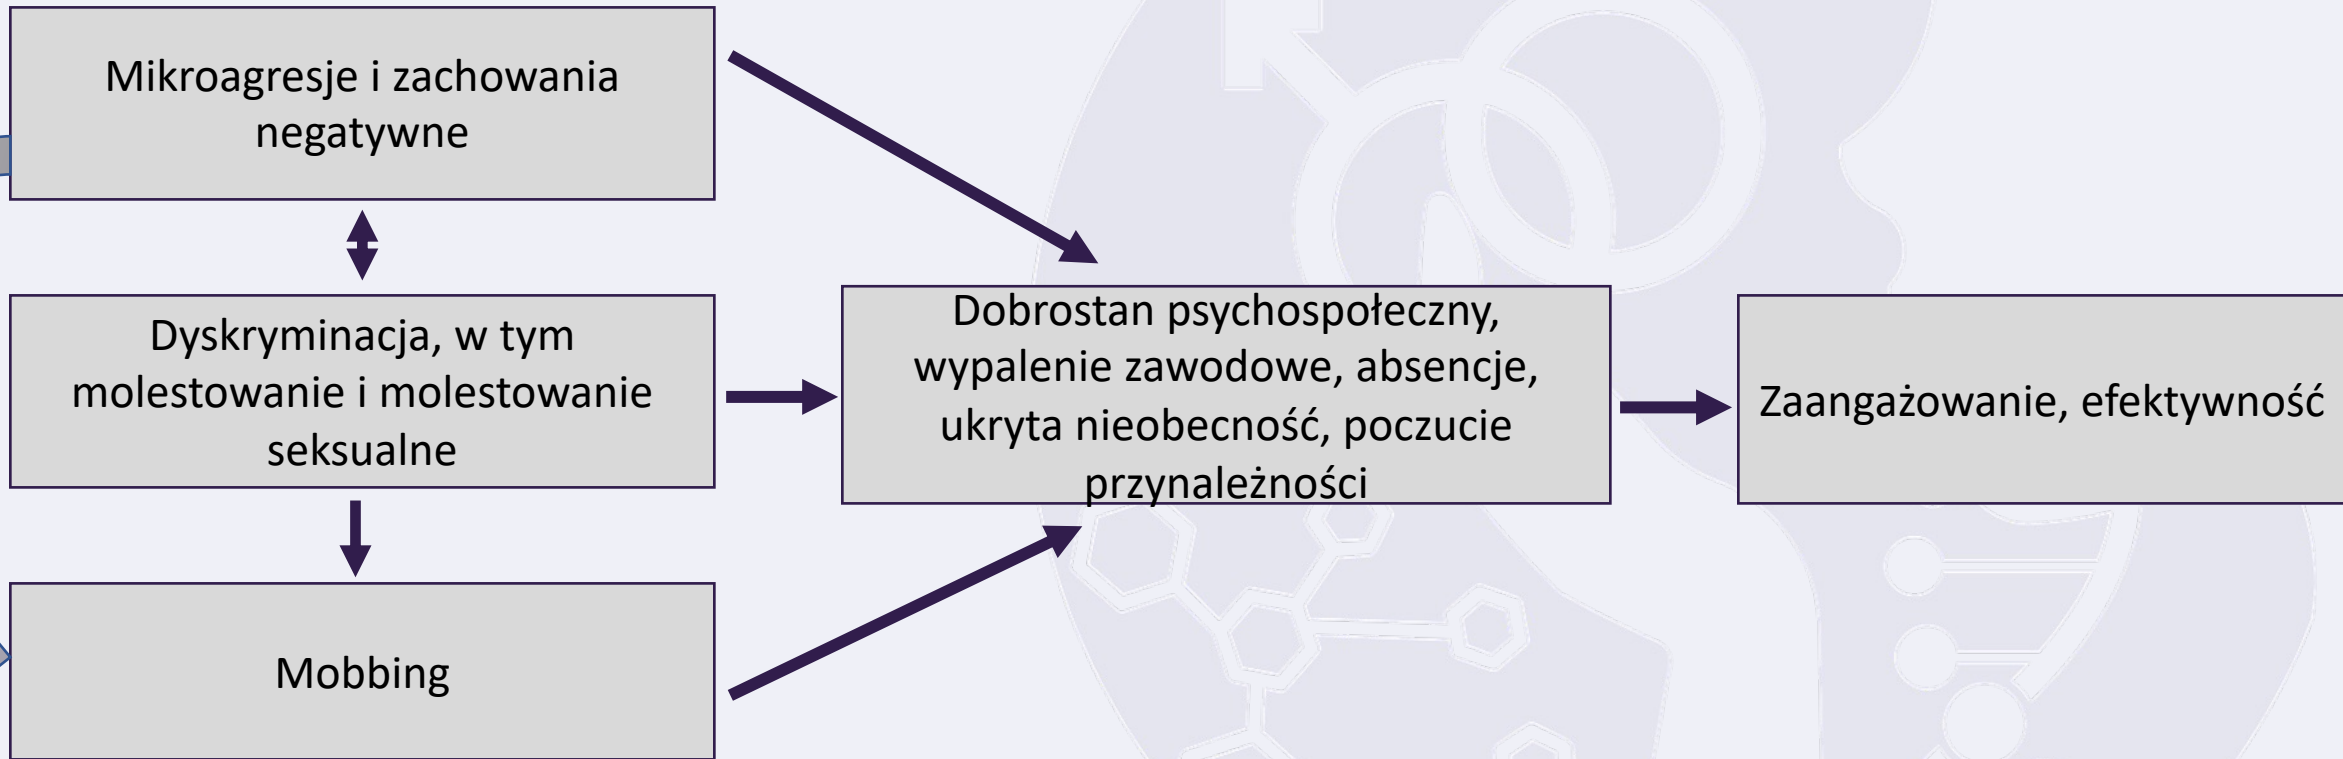 Mikroagresje i zachowania
negatywne
Dyskryminacja, w tym
molestowanie i molestowanie
seksualne
Mobbing
Dobrostan psychospołeczny,
wypalenie zawodowe, absencje,
ukryta nieobecność, poczucie
przynależności
Zaangażowanie, efektywność